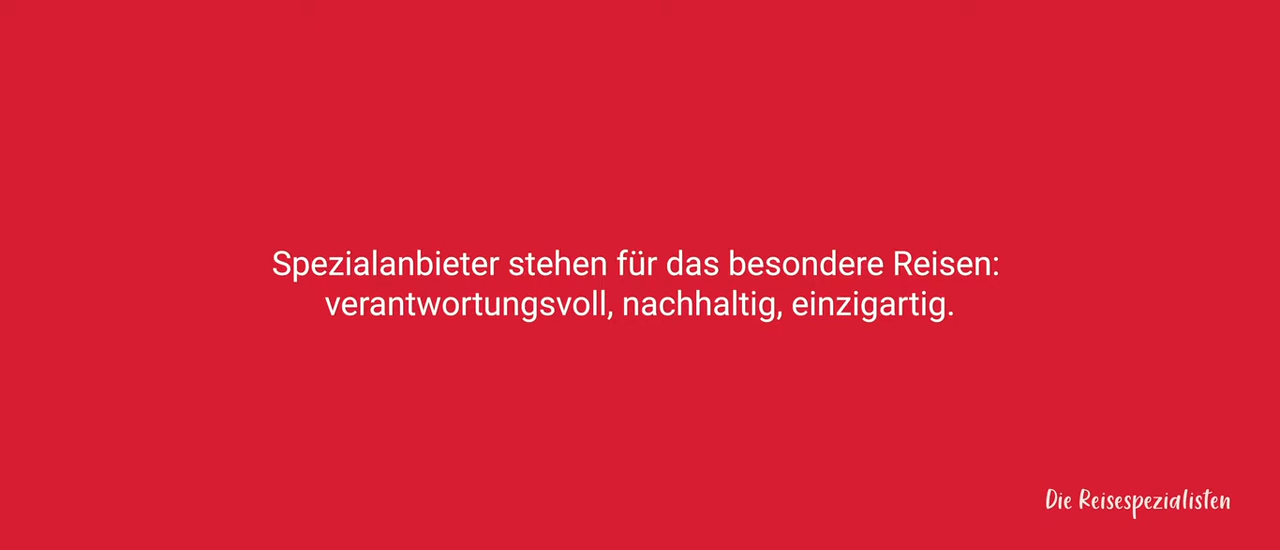 Spezialanbieter stehen für das besondere Reisen:
verantwortungsvoll, nachhaltig, einzigartig.
Die Reisespezialisten